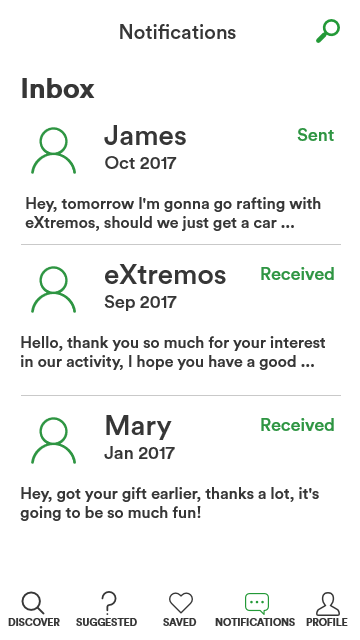 Notifications
Inbox
James
Sent
Oct 2017
Hey, tomorrow I'm gonna go rafting with
eXtremos, should we just get a car ...
eXtremos
Received
Sep 2017
Hello, thank you so much for your interest
in our activity, I hope you have a good ...
Mary
Received
Jan 2017
Hey, got your gift earlier, thanks a lot, it's
going to be so much fun!
DISCOVER SUGGESTED SAVED NOTIFICATIONS PROFILE